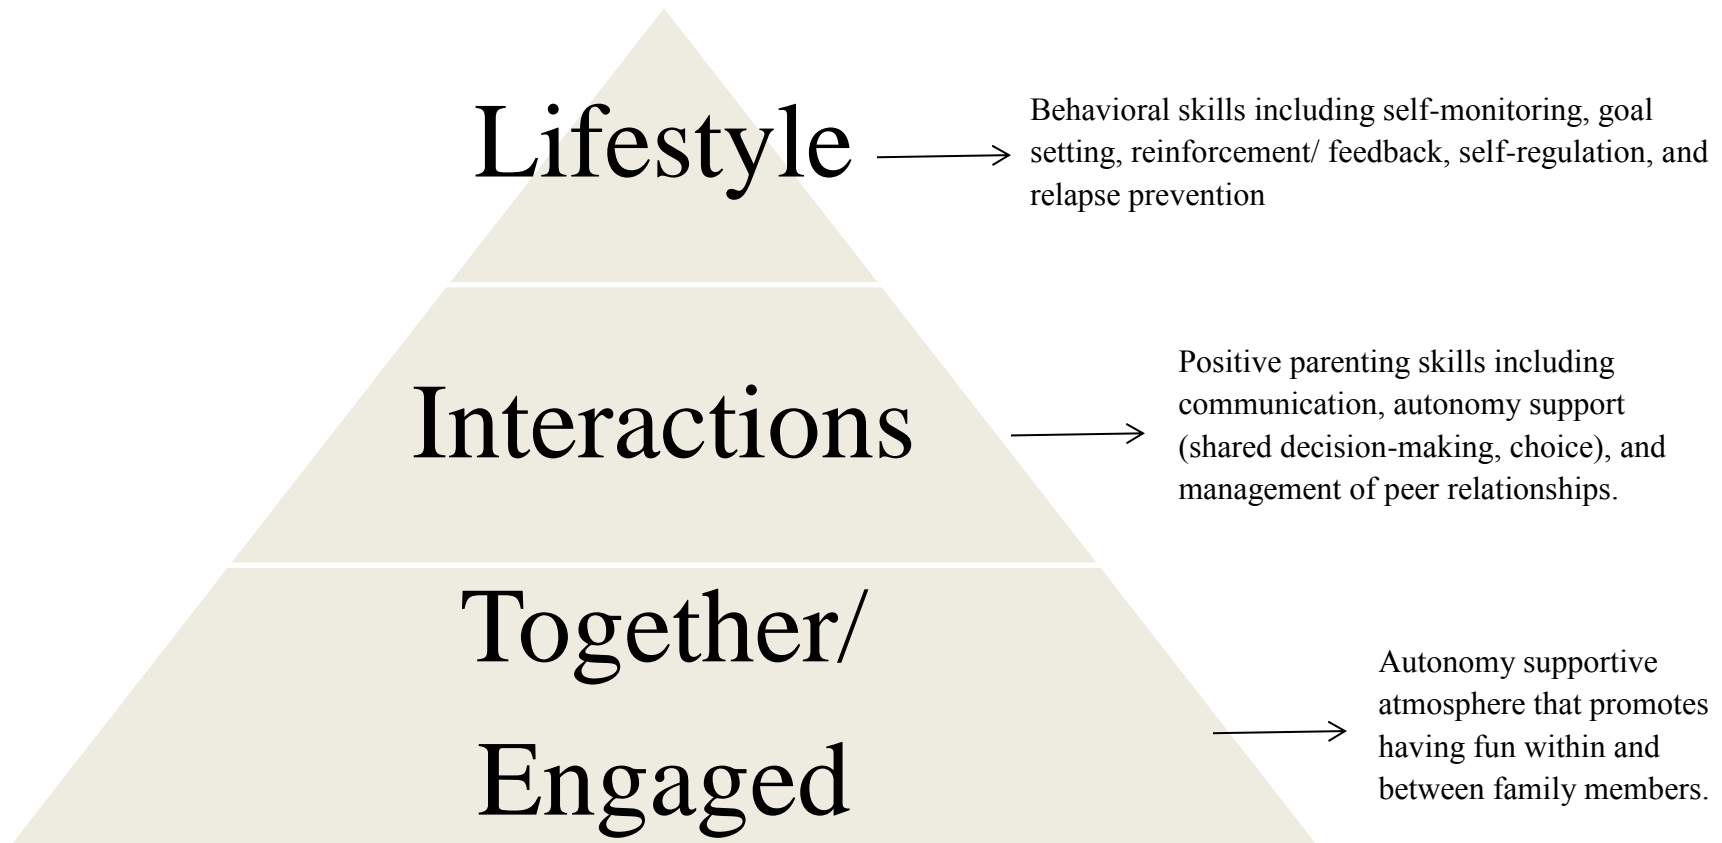 Lifestyle
Behavioral skills including self-monitoring, goal
setting, reinforcement/ feedback, self-regulation, and
relapse prevention
Interactions
Positive parenting skills including
communication, autonomy support
(shared decision-making, choice), and
management of peer relationships.
Together/
Engaged
Autonomy supportive
atmosphere that promotes
having fun within and
between family members.